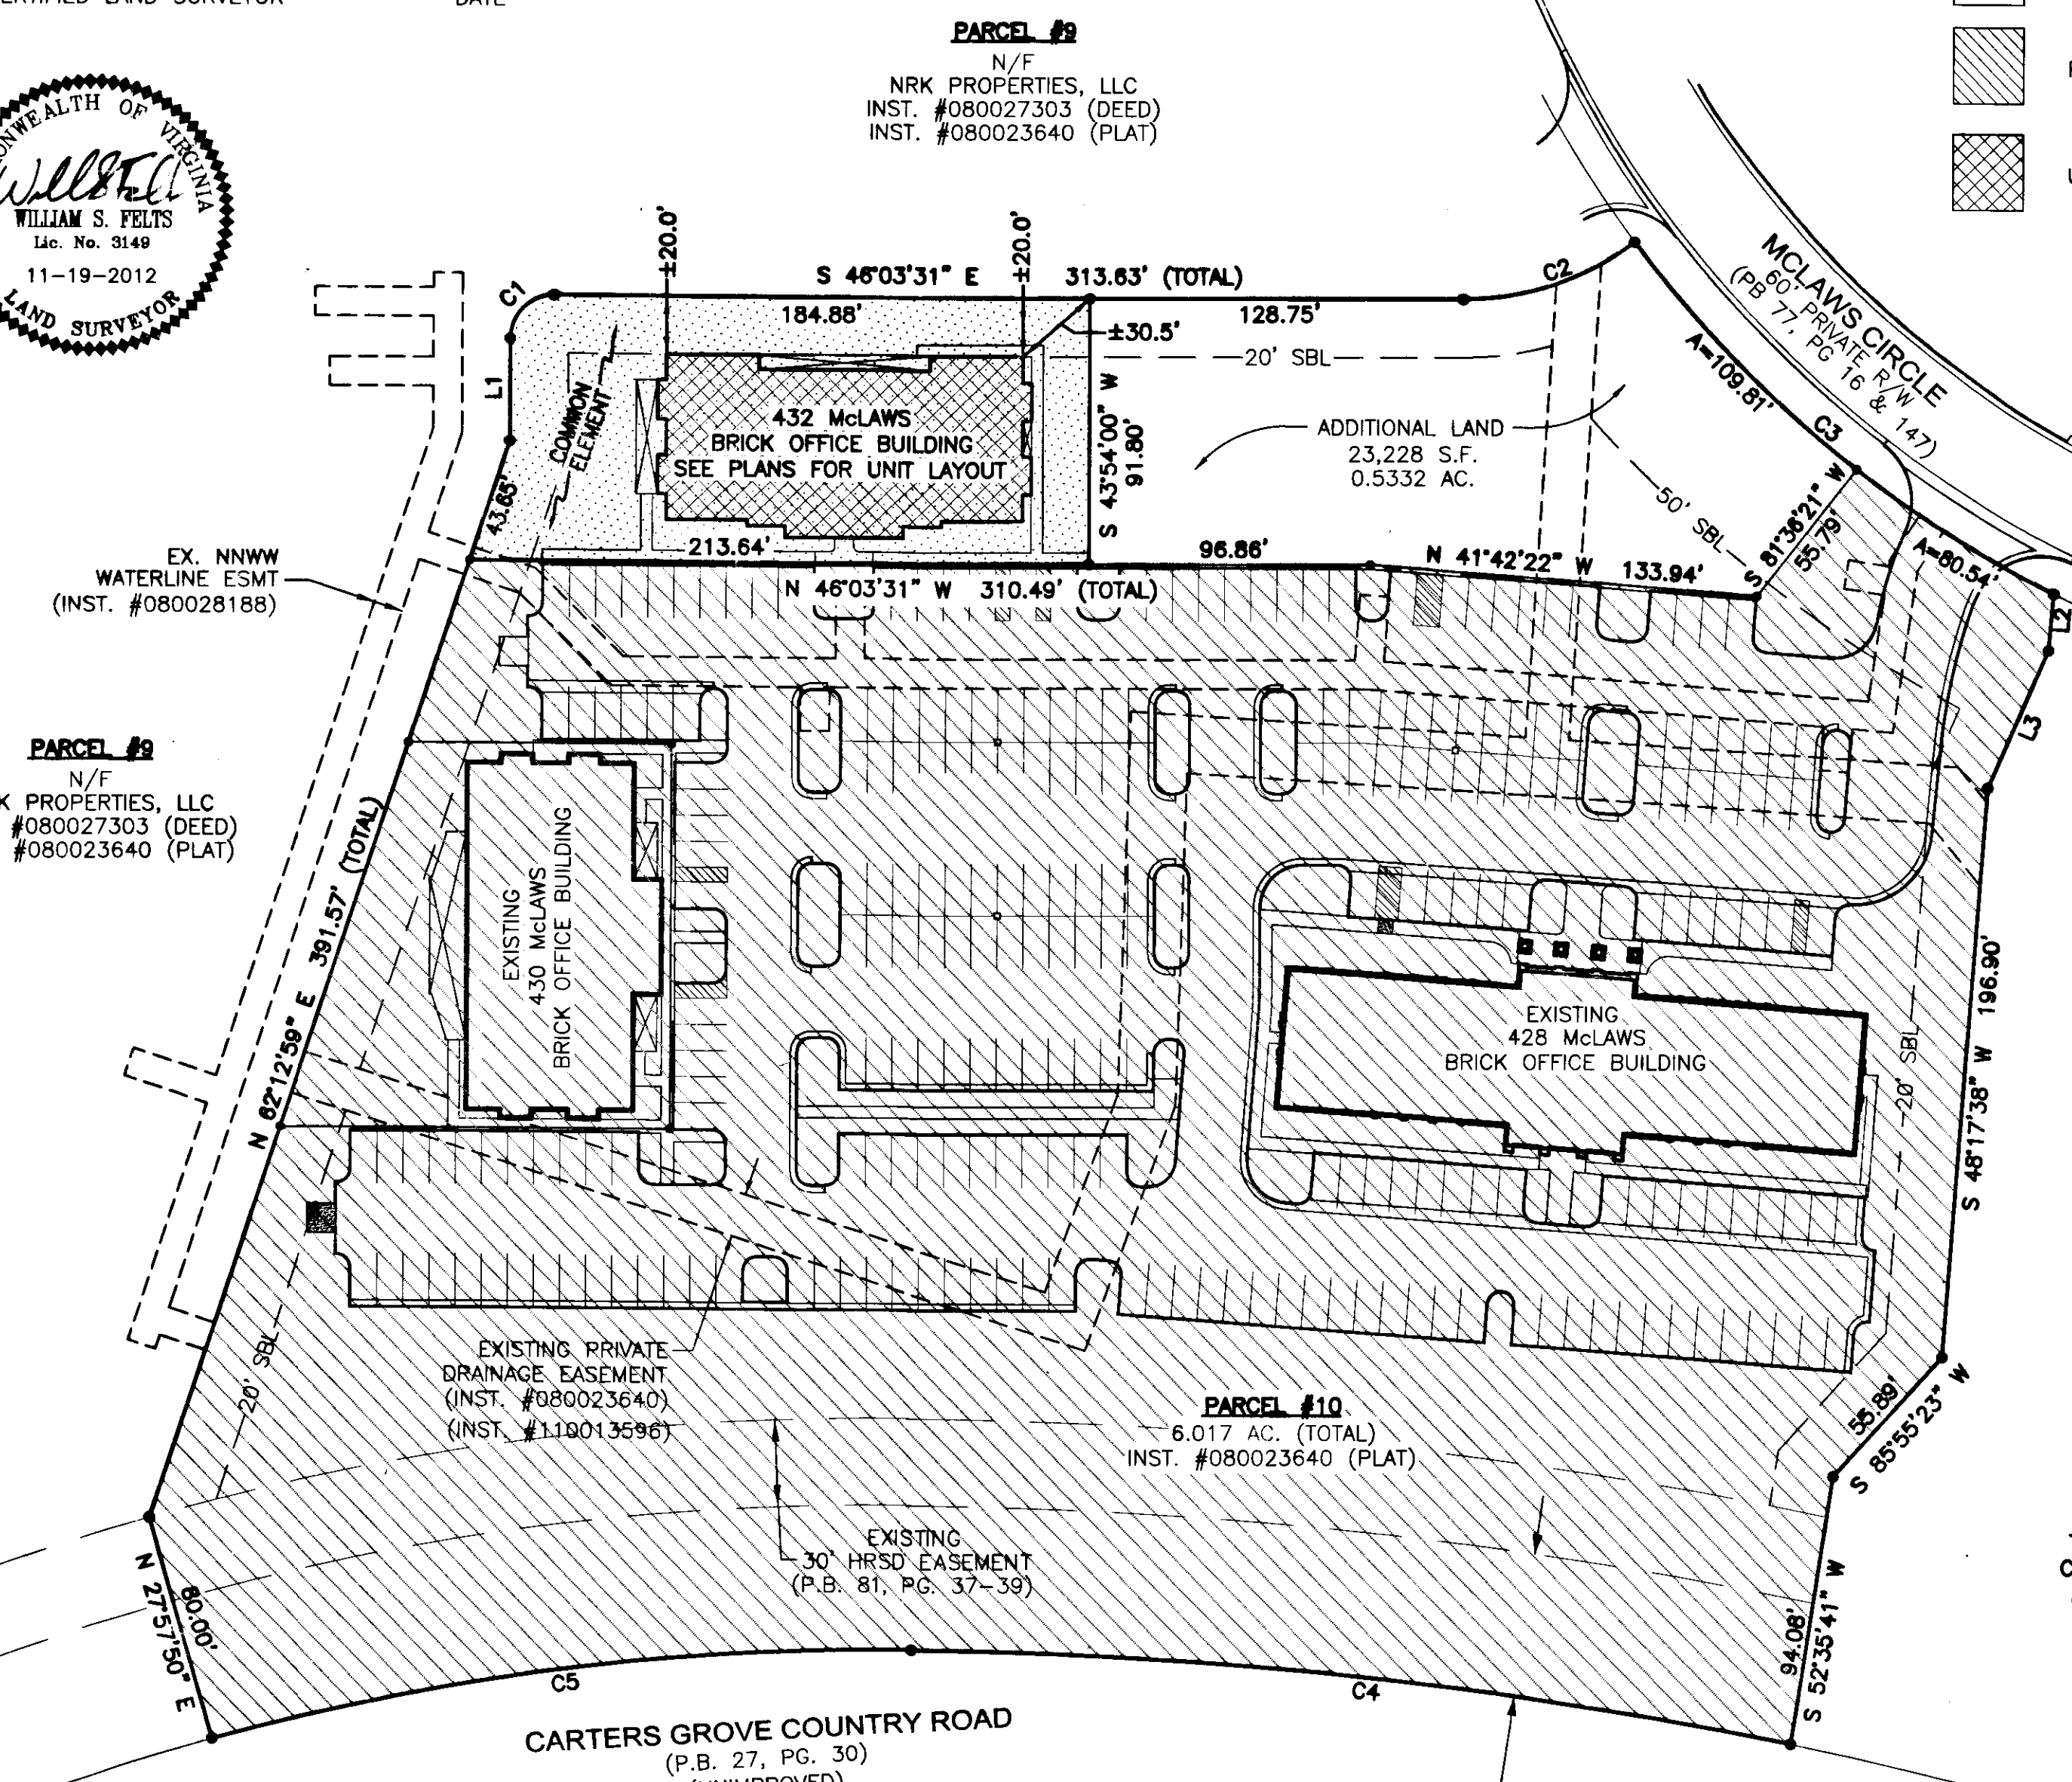 CERTIFIED LAND SURVEYOR DATE
PARCEL #9
N/F
NRK PROPERTIES, LLC
INST. #080027303 (DEED)
INST. #080023640 (PLAT)
OF VIRGINIA
WILLIAM S. FELTS
Lic. No. 3149
11-19-2012
LAND SURVEYOR
MCLAWS CIRCLE
60' PRIVATE R/W
(PB 77, PG 16 & 147)
±20.0'
±20.0'
S 46°03'31" E 313.63' (TOTAL)
184.88'
128.75'
±30.5'
C1
C2
C3
A=109.81'
A=80.54'
L1
L2
L3
20' SBL
COMMON
ELEMENT
432 McLAWS
BRICK OFFICE BUILDING
SEE PLANS FOR UNIT LAYOUT
S 43°54'00" W
91.80'
ADDITIONAL LAND
23,228 S.F.
0.5332 AC.
50' SBL
S 81°36'21" W
55.79'
43.65'
213.64'
96.86'
N 41°42'22" W 133.94'
N 46°03'31" W 310.49' (TOTAL)
EX. NNWW
WATERLINE ESMT
(INST. #080028188)
PARCEL #9
N/F
K PROPERTIES, LLC
#080027303 (DEED)
#080023640 (PLAT)
N 62°12'59" E 391.57' (TOTAL)
EXISTING
430 McLAWS
BRICK OFFICE BUILDING
EXISTING
428 McLAWS
BRICK OFFICE BUILDING
20' SBL
S 48°17'38" W 196.90'
20' SBL
EXISTING PRIVATE
DRAINAGE EASEMENT
(INST. #080023640)
(INST. #110013596)
PARCEL #10
6.017 AC. (TOTAL)
INST. #080023640 (PLAT)
55.89'
S 85°55'23" W
EXISTING
30' HRSD EASEMENT
(P.B. 81, PG. 37-39)
N 27°57'50" E
80.00'
94.08'
S 52°35'41" W
C5
C4
CARTERS GROVE COUNTRY ROAD
(P.B. 27, PG. 30)